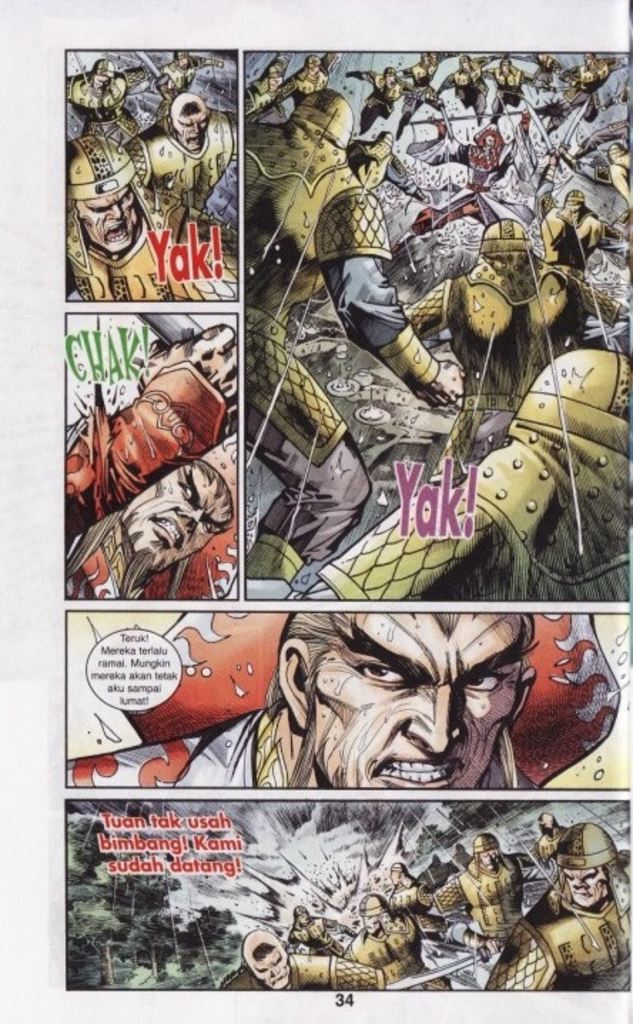 Yak!
CHAK!
Yak!
Teruk!
Mereka terlalu
ramai. Mungkin
mereka akan tetak
aku sampai
lumat!
Tuan tak usah
bimbang! Kami
sudah datang!
34